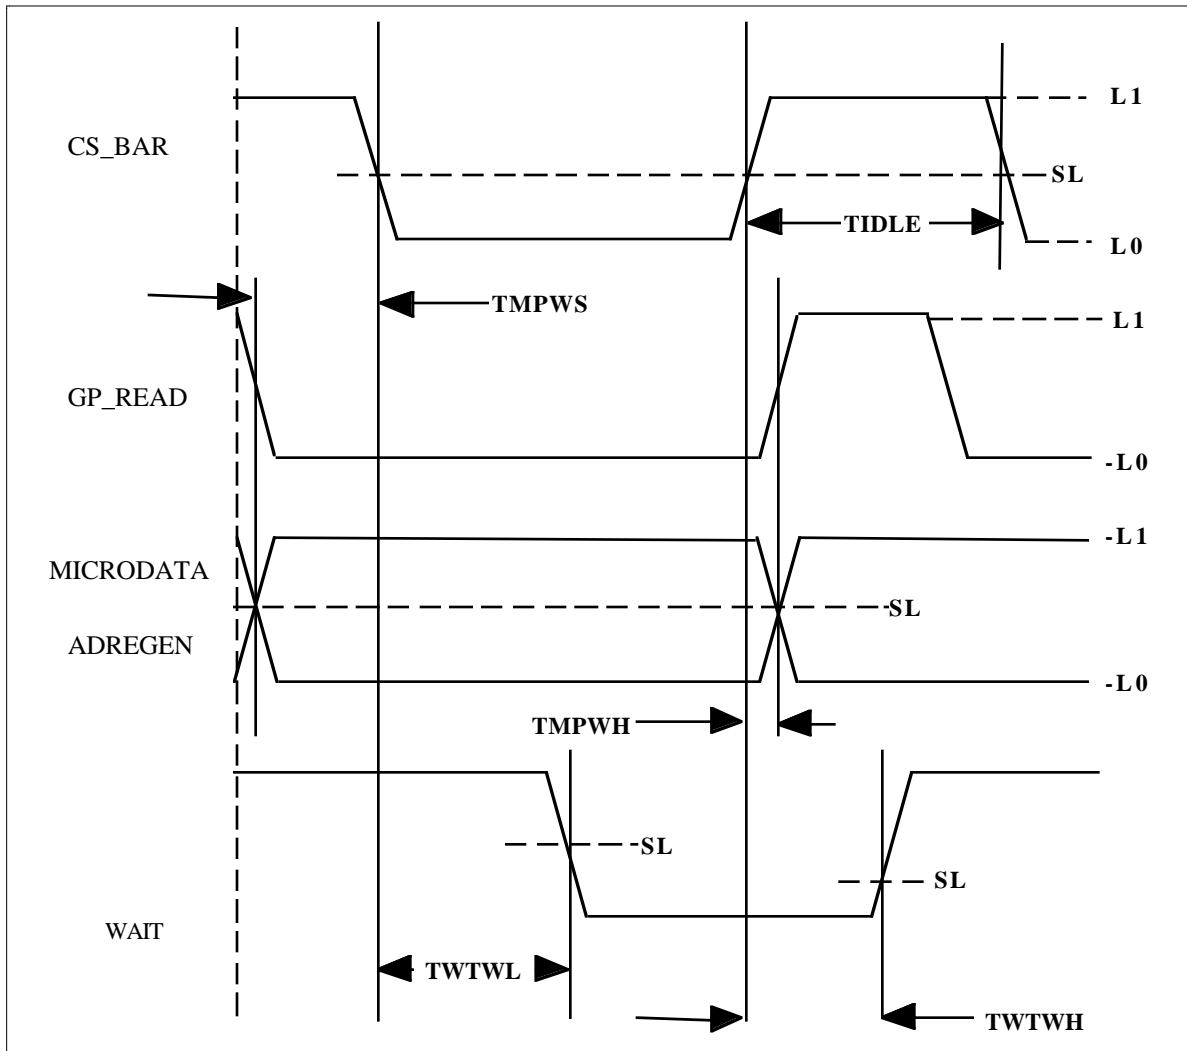 L1
CS_BAR
SL
TIDLE
L0
TMPWS
L1
GP_READ
-L0
-L1
MICRODATA
SL
ADREGEN
-L0
TMPWH
SL
SL
WAIT
TWTWL
TWTWH